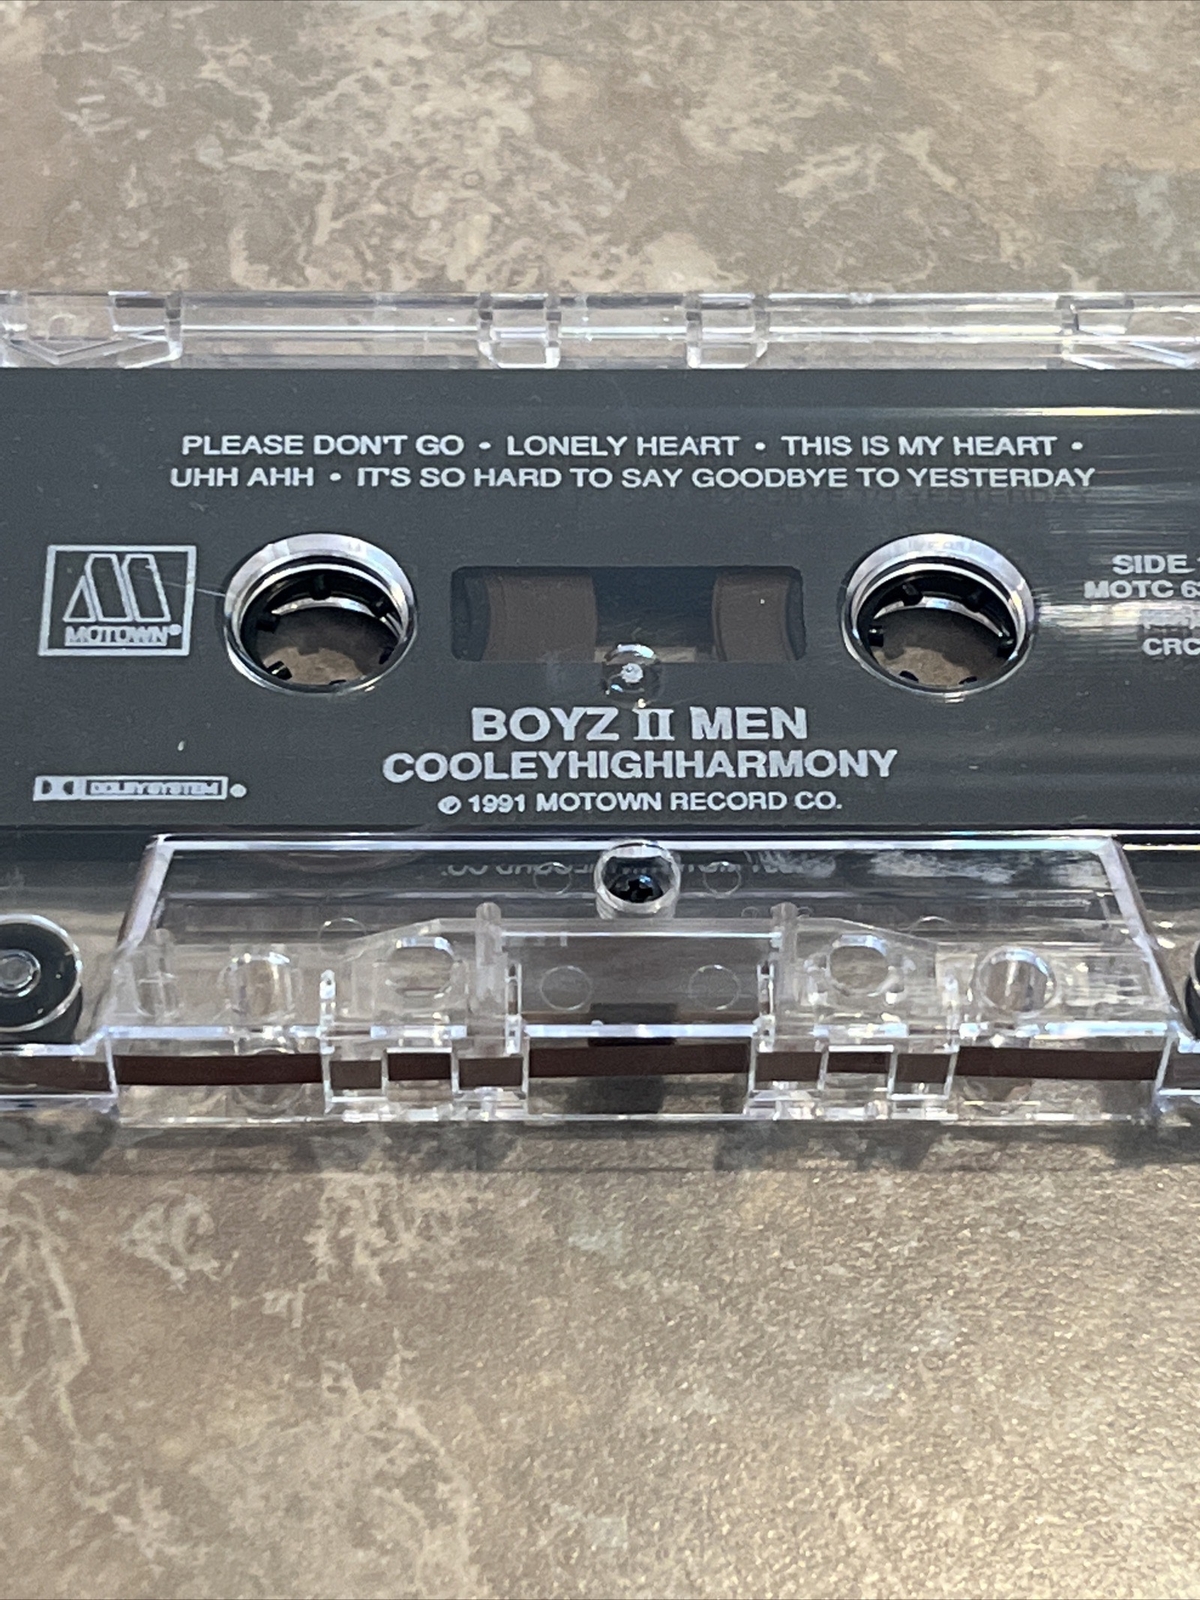 PLEASE DON'T GO • LONELY HEART • THIS IS MY HEART •
UHH AHH • IT'S SO HARD TO SAY GOODBYE TO YESTERDAY
MOTOWN®
SIDE
MOTC 6
CRC
BOYZ II MEN
COOLEYHIGHHARMONY
℗ 1991 MOTOWN RECORD CO.
DOLBY SYSTEM